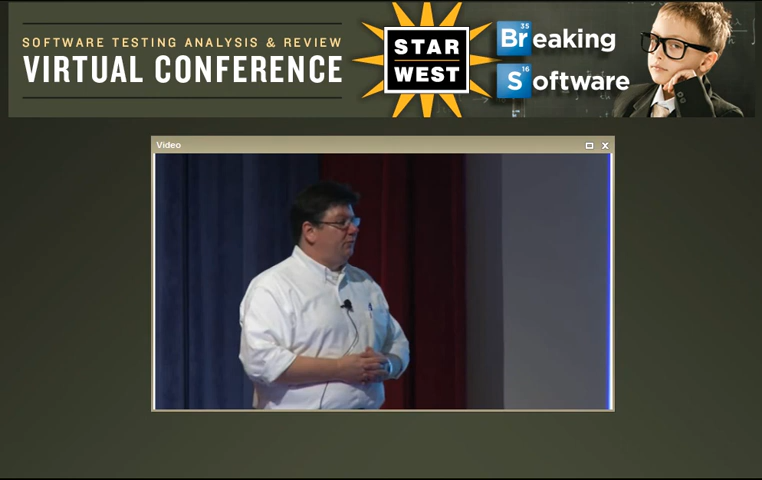 SOFTWARE TESTING ANALYSIS & REVIEW
VIRTUAL CONFERENCE
STAR
WEST
35
Breaking
16
Software
Video